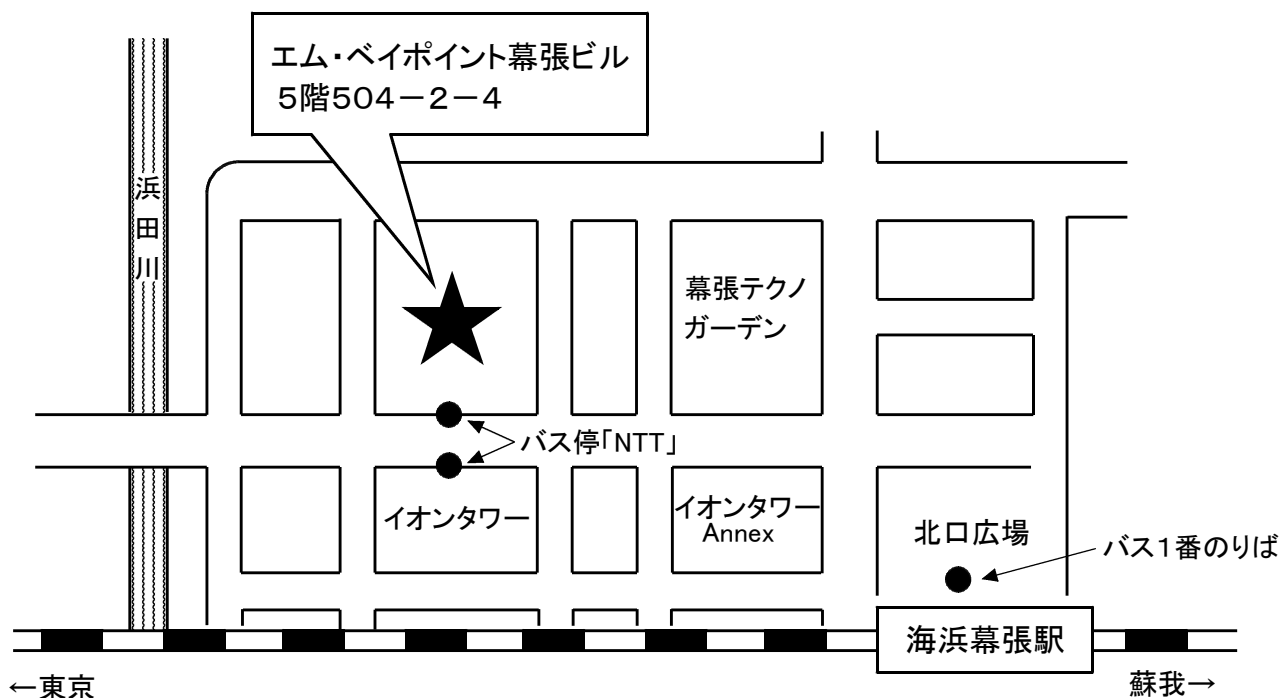 エム・ベイポイント幕張ビル
5階504－2－4
浜田川
幕張テクノ
ガーデン
バス停「NTT」
イオンタワー
イオンタワー
Annex
北口広場
バス1番のりば
海浜幕張駅
←東京
蘇我→